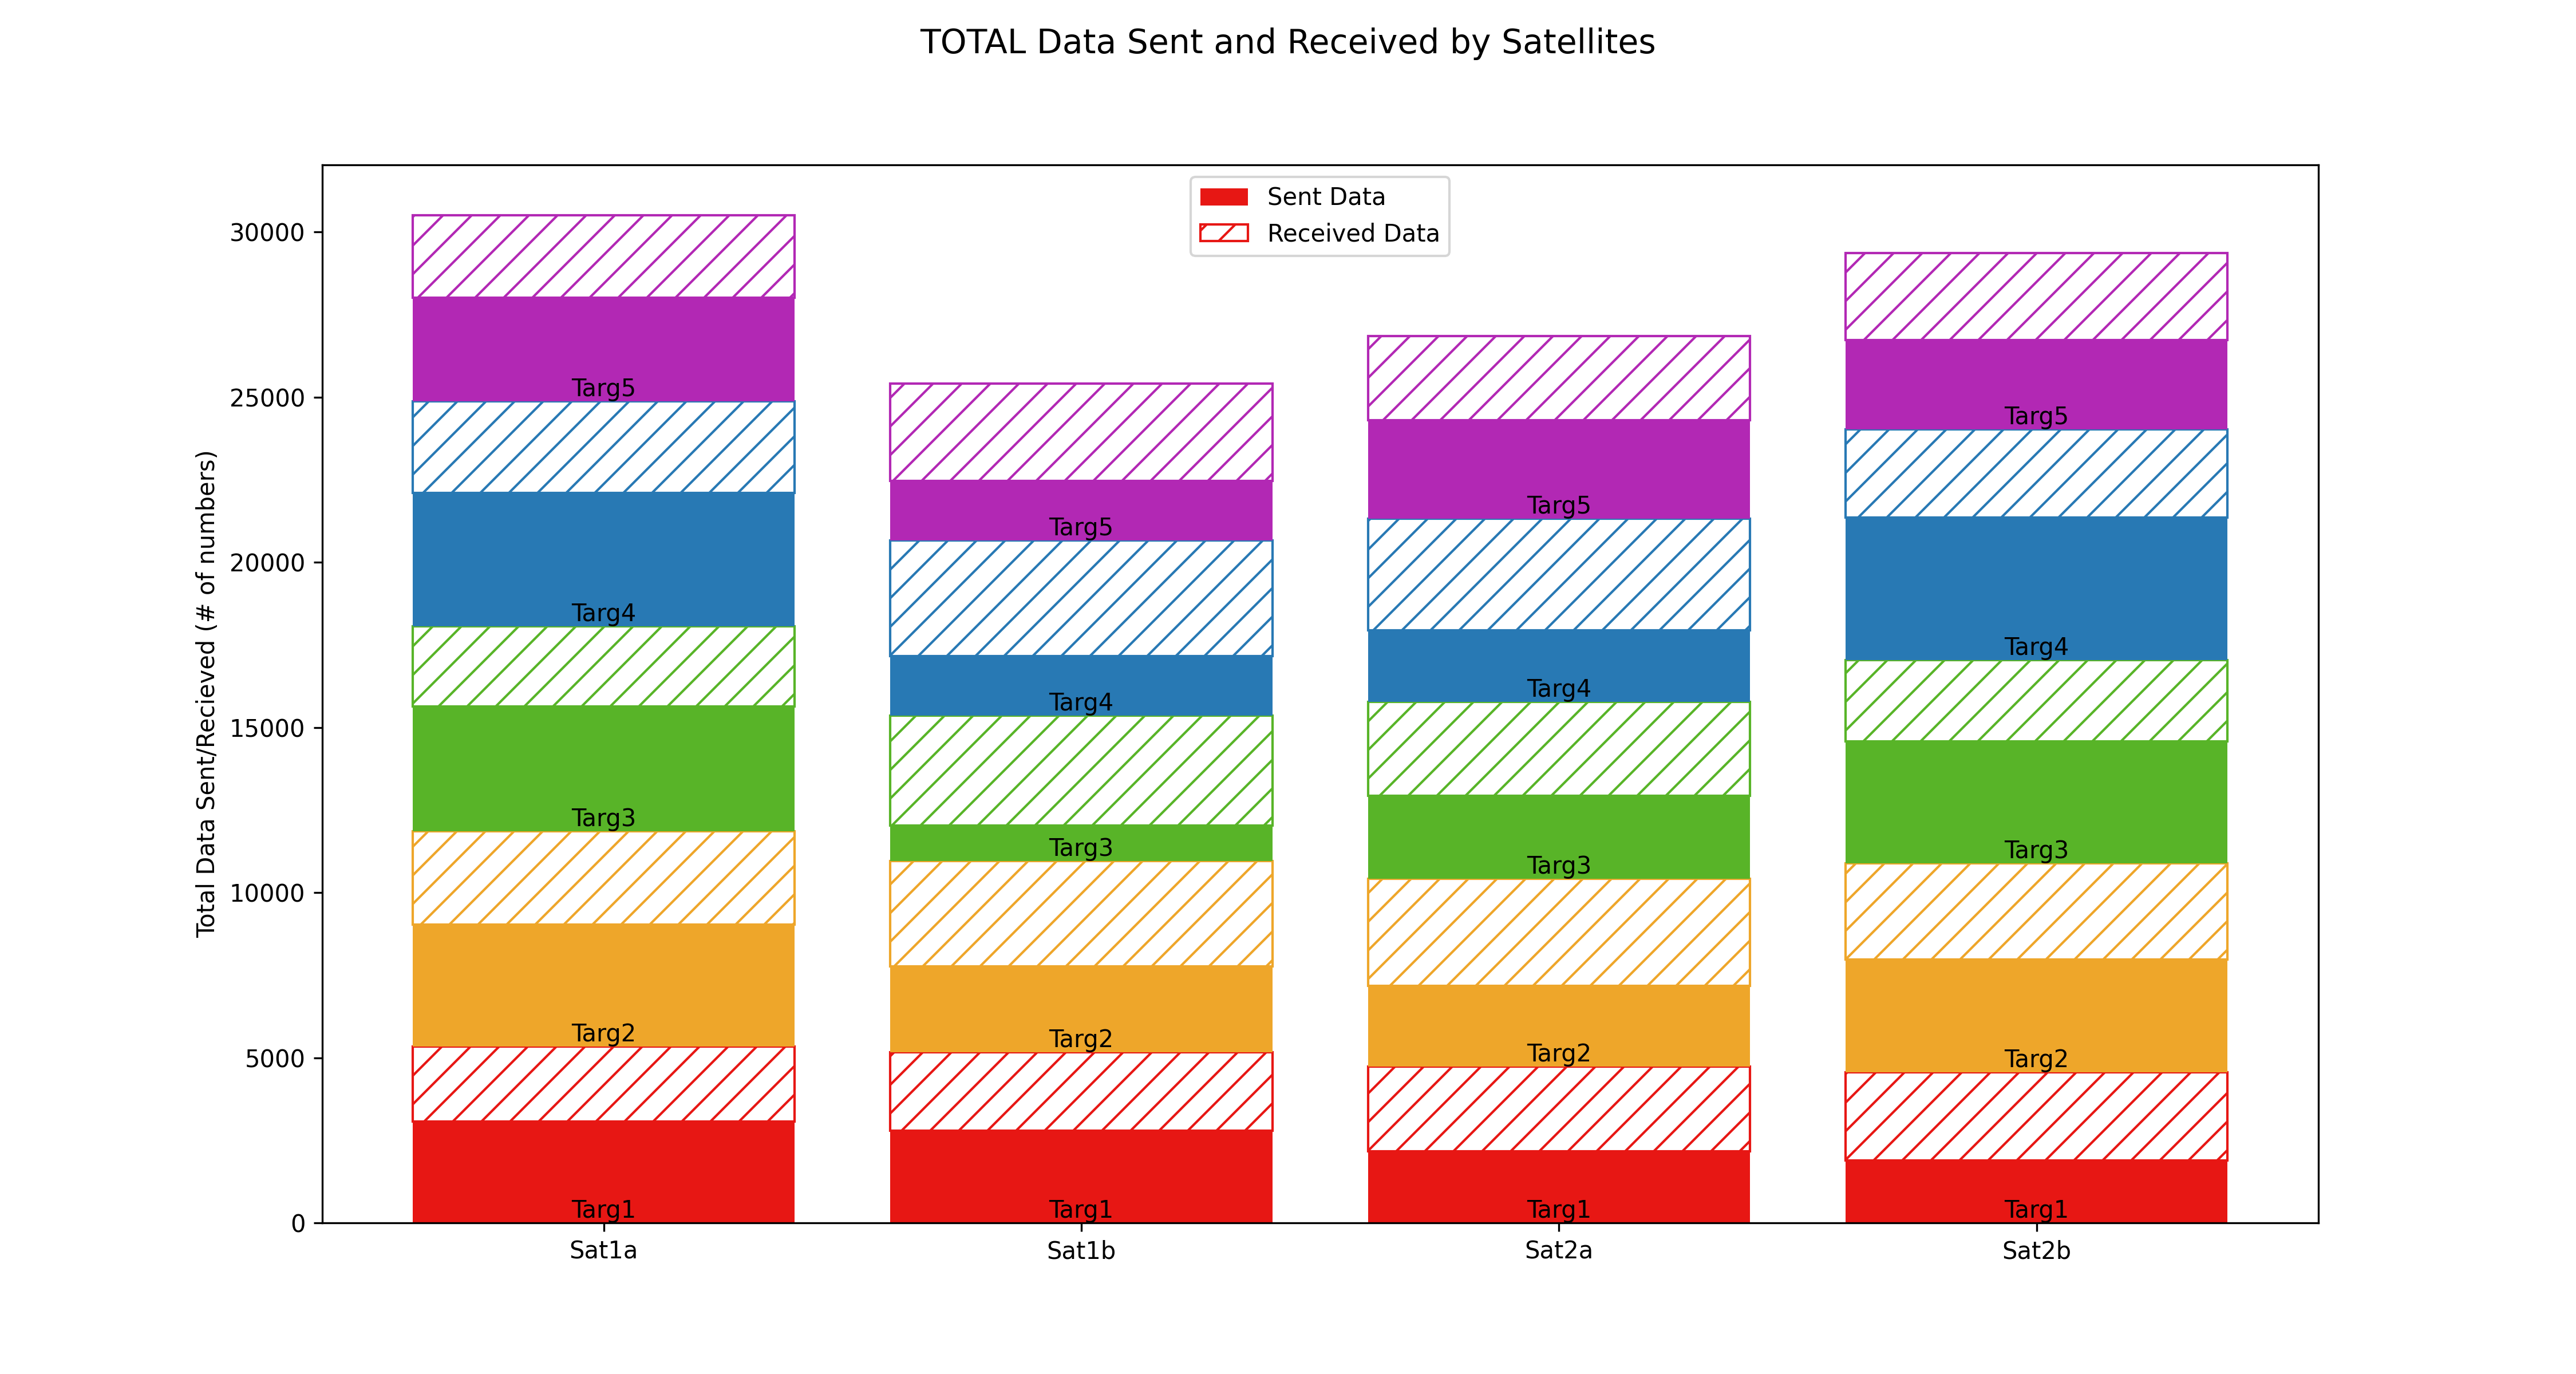 TOTAL Data Sent and Received by Satellites
Sent Data
Received Data
Total Data Sent/Recieved (# of numbers)
30000
25000
20000
15000
10000
5000
0
Targ5
Targ4
Targ3
Targ2
Targ1
Targ5
Targ4
Targ3
Targ2
Targ1
Targ5
Targ4
Targ3
Targ2
Targ1
Targ5
Targ4
Targ3
Targ2
Targ1
Sat1a
Sat1b
Sat2a
Sat2b